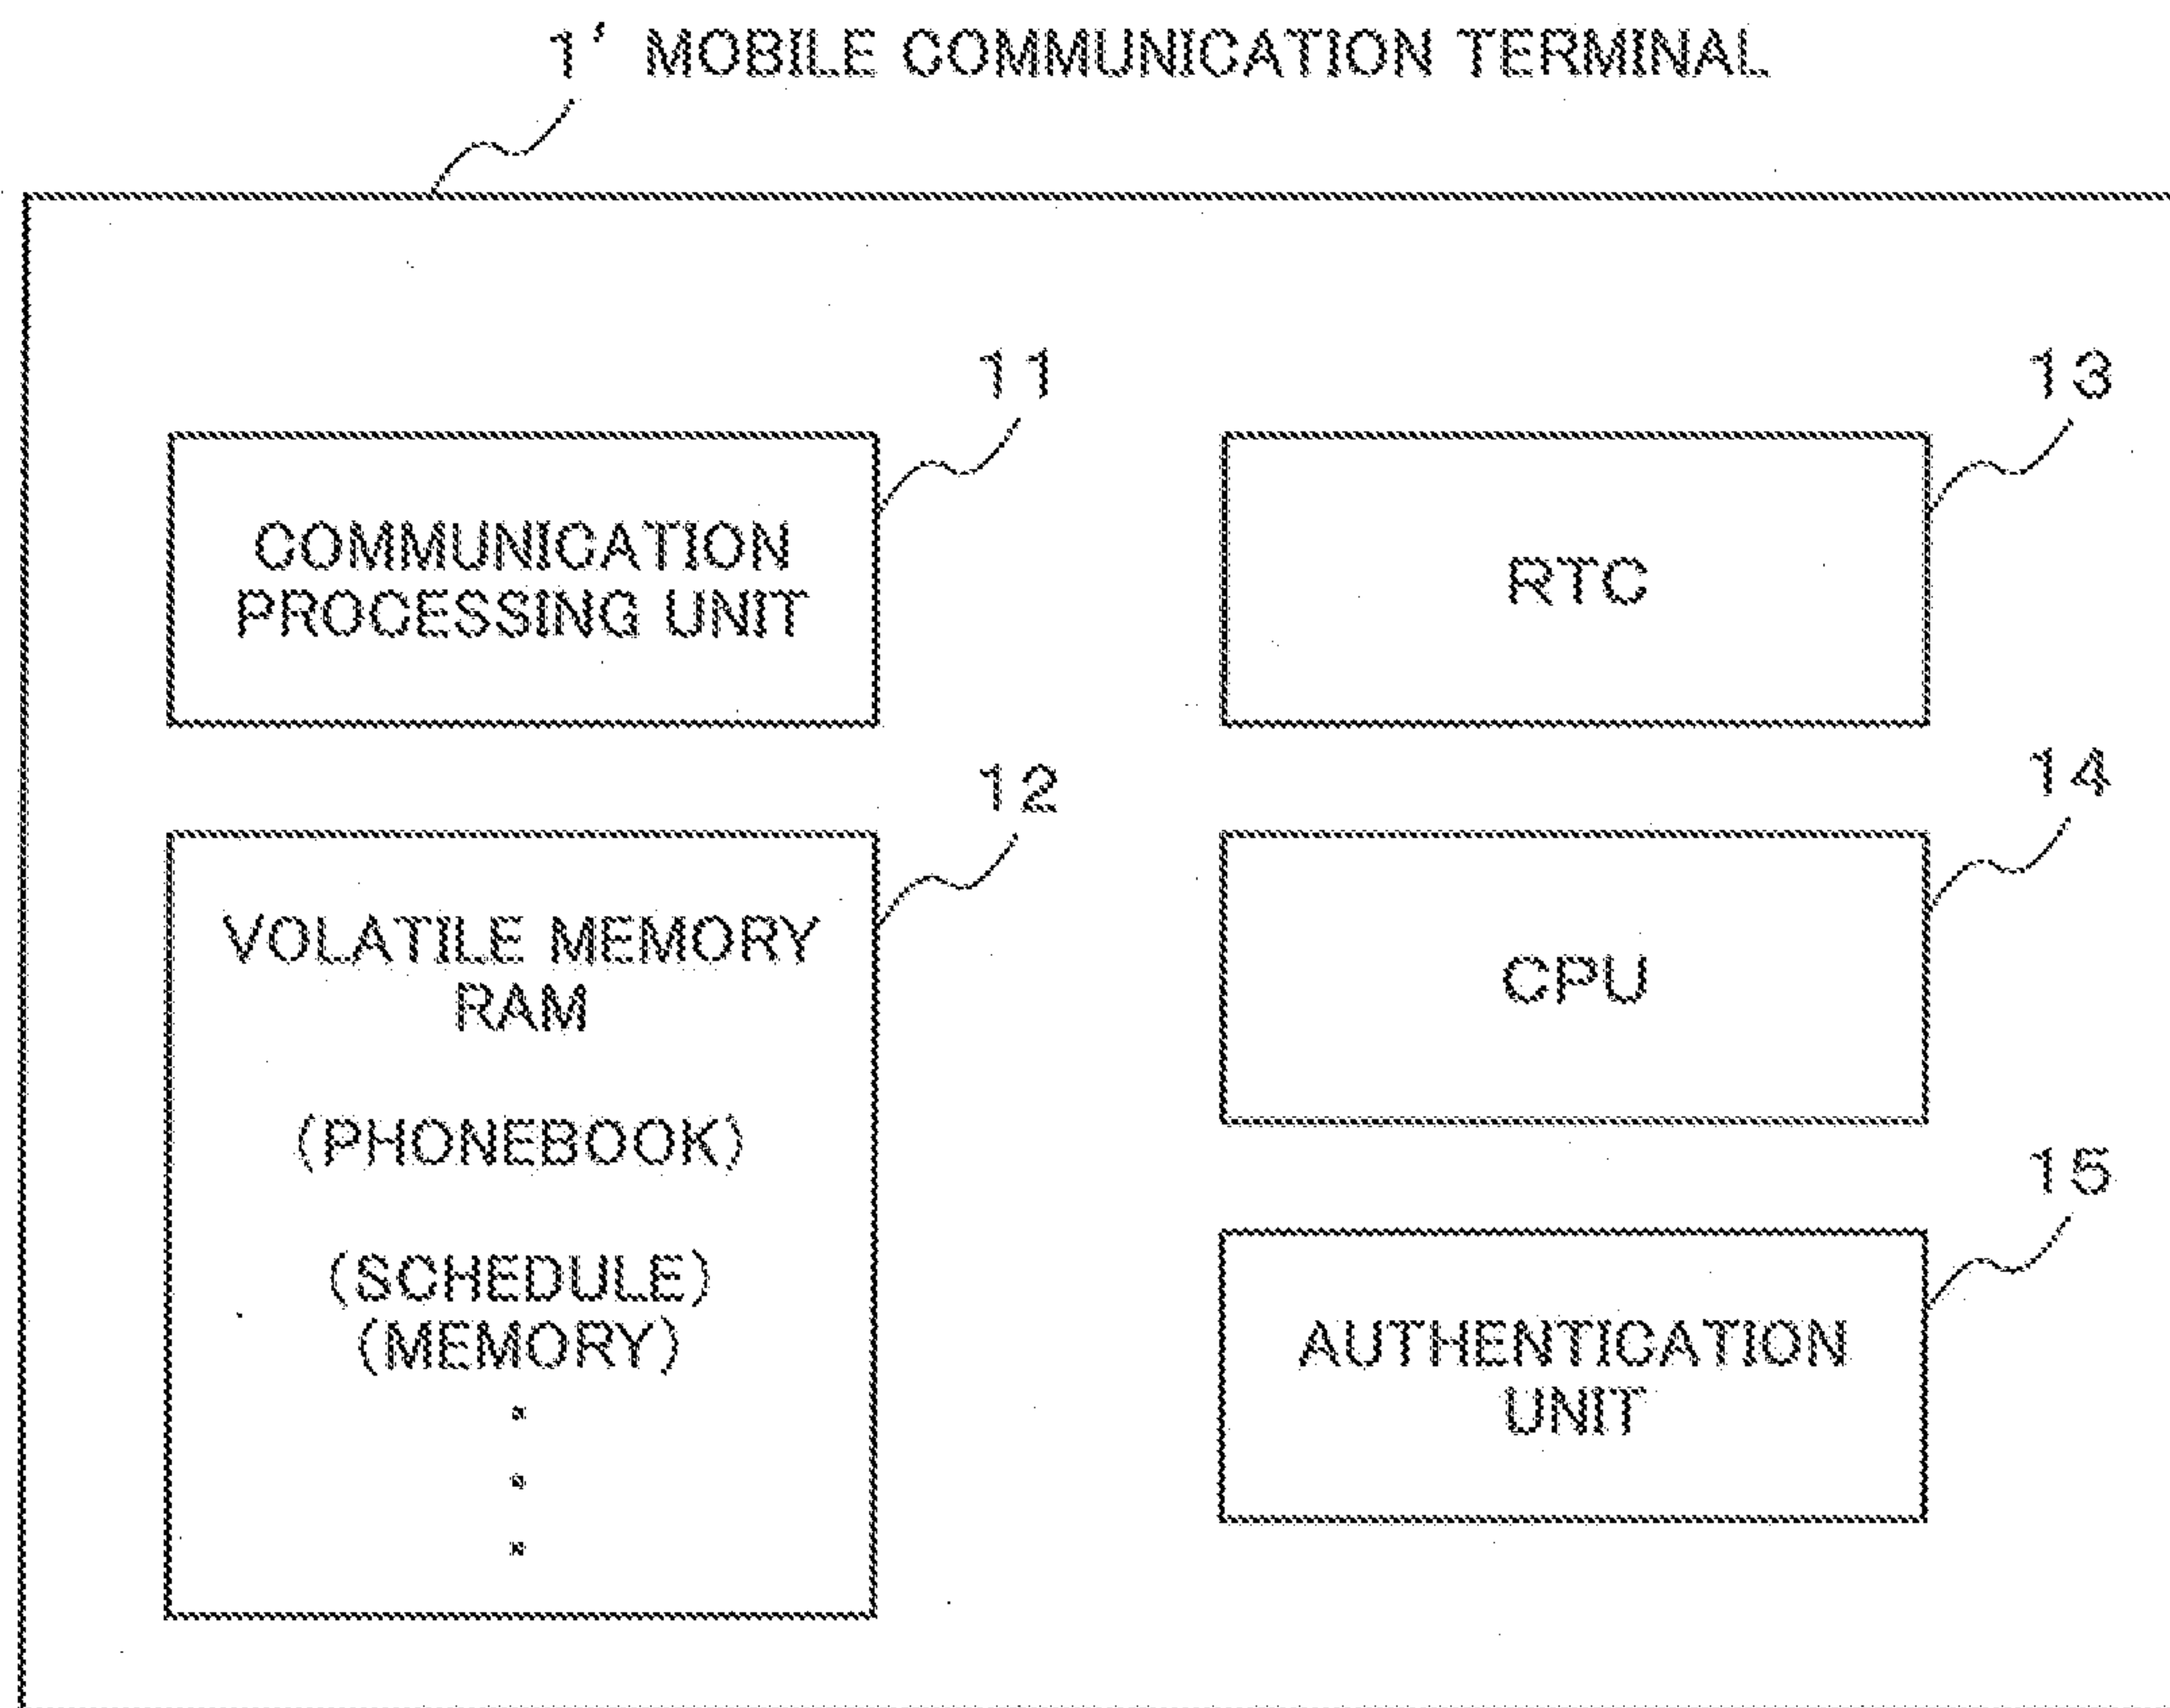 1' MOBILE COMMUNICATION TERMINAL
11
COMMUNICATION
PROCESSING UNIT
12
VOLATILE MEMORY
RAM
(PHONEBOOK)
(SCHEDULE)
(MEMORY)
13
RTC
14
CPU
15
AUTHENTICATION
UNIT